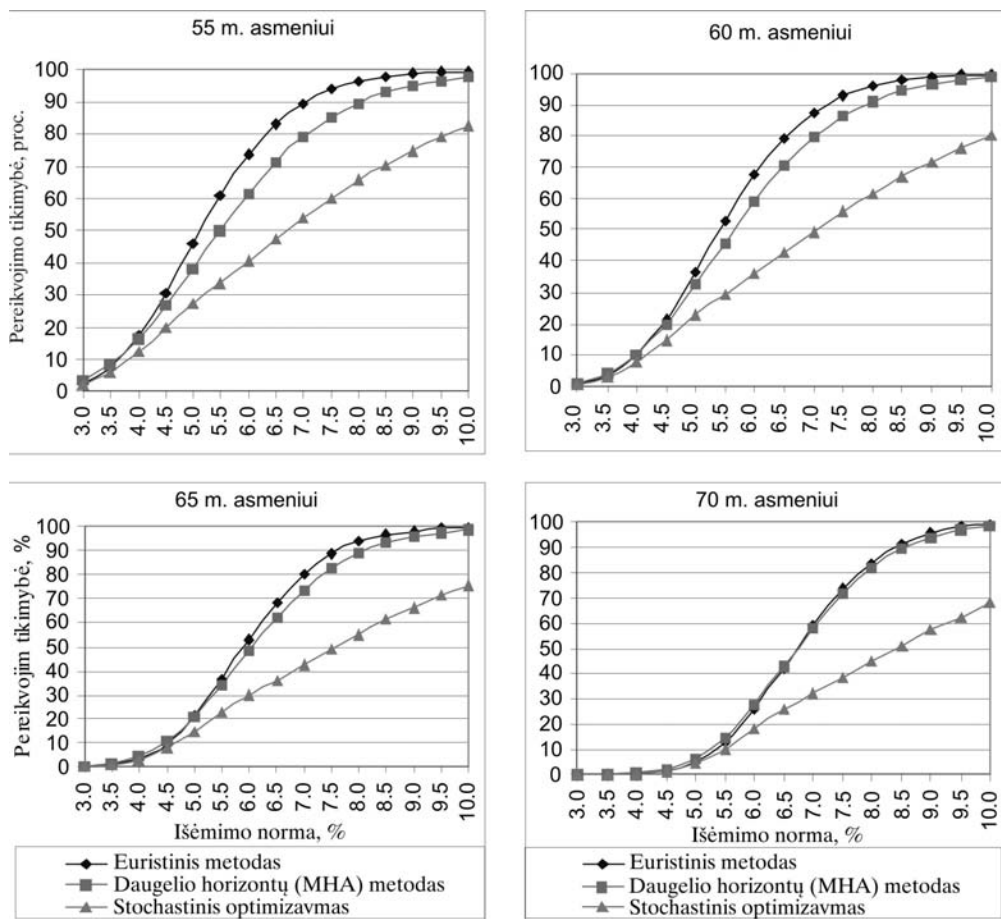 55 m. asmeniui
Pereikvojimo tikimybė, proc.
100
90
80
70
60
50
40
30
20
10
0
3.0 3.5 4.0 4.5 5.0 5.5 6.0 6.5 7.0 7.5 8.0 8.5 9.0 9.5 10.0
60 m. asmeniui
100
90
80
70
60
50
40
30
20
10
0
3.0 3.5 4.0 4.5 5.0 5.5 6.0 6.5 7.0 7.5 8.0 8.5 9.0 9.5 10.0
65 m. asmeniui
Pereikvojim tikimybė, %
100
90
80
70
60
50
40
30
20
10
0
3.0 3.5 4.0 4.5 5.0 5.5 6.0 6.5 7.0 7.5 8.0 8.5 9.0 9.5 10.0
Išėmimo norma, %
Euristinis metodas
Daugelio horizontų (MHA) metodas
Stochastinis optimizavmas
70 m. asmeniui
100
90
80
70
60
50
40
30
20
10
0
3.0 3.5 4.0 4.5 5.0 5.5 6.0 6.5 7.0 7.5 8.0 8.5 9.0 9.5 10.0
Išėmimo norma, %
Euristinis metodas
Daugelio horizontų (MHA) metodas
Stochastinis optimizavmas